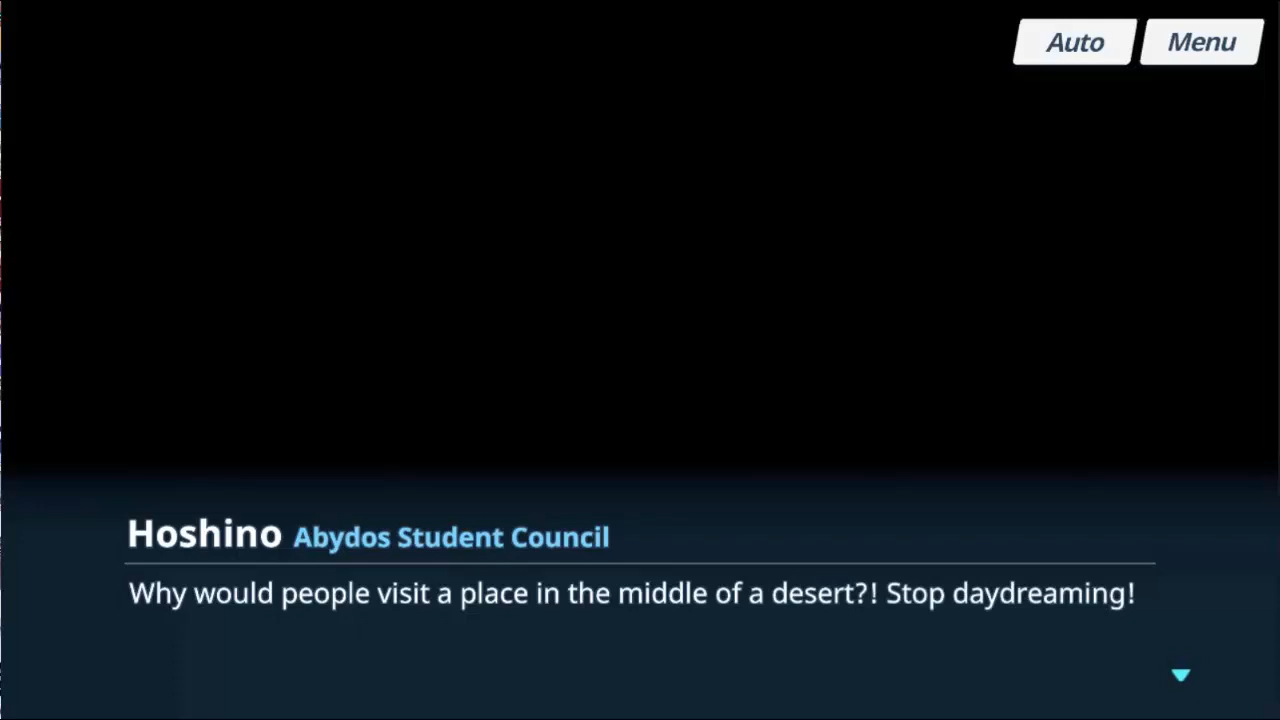 Auto Menu
Hoshino Abydos Student Council
Why would people visit a place in the middle of a desert?! Stop daydreaming!